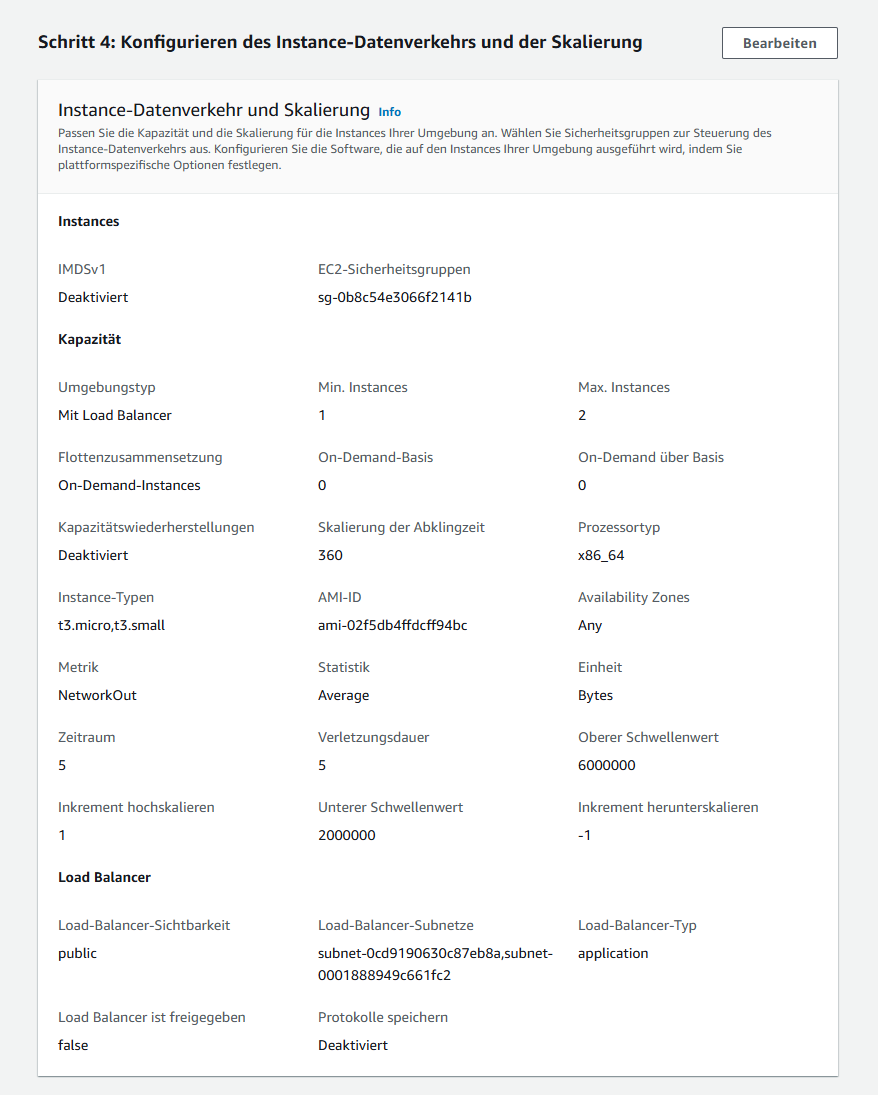 Schritt 4: Konfigurieren des Instance-Datenverkehrs und der Skalierung
Bearbeiten
Instance-Datenverkehr und Skalierung Info
Passen Sie die Kapazität und die Skalierung für die Instances Ihrer Umgebung an. Wählen Sie Sicherheitsgruppen zur Steuerung des
Instance-Datenverkehrs aus. Konfigurieren Sie die Software, die auf den Instances Ihrer Umgebung ausgeführt wird, indem Sie
plattformspezifische Optionen festlegen.
Instances
IMDSv1 EC2-Sicherheitsgruppen
Deaktiviert sg-0b8c54e3066f2141b
Kapazität
Umgebungstyp Min. Instances Max. Instances
Mit Load Balancer 1 2
Flottenzusammensetzung On-Demand-Basis On-Demand über Basis
On-Demand-Instances 0 0
Kapazitätswiederherstellungen Skalierung der Abklingzeit Prozessortyp
Deaktiviert 360 x86_64
Instance-Typen AMI-ID Availability Zones
t3.micro,t3.small ami-02f5db4ffdcff94bc Any
Metrik Statistik Einheit
NetworkOut Average Bytes
Zeitraum Verletzungsdauer Oberer Schwellenwert
5 5 6000000
Inkrement hochskalieren Unterer Schwellenwert Inkrement herunterskalieren
1 2000000 -1
Load Balancer
Load-Balancer-Sichtbarkeit Load-Balancer-Subnetze Load-Balancer-Typ
public subnet-0cd9190630c87eb8a,subnet- application
0001888949c661fc2
Load Balancer ist freigegeben Protokolle speichern
false Deaktiviert